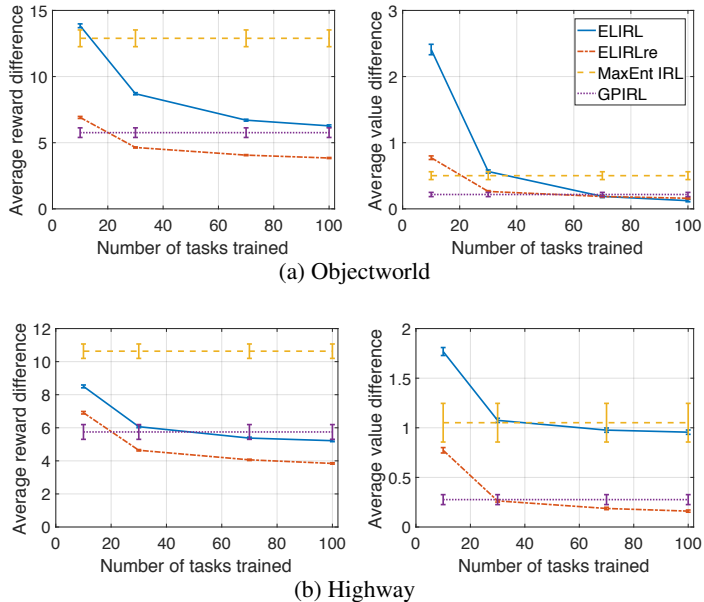 15
10
5
0
Average reward difference
0 20 40 60 80 100
Number of tasks trained
3
2
1
0
Average value difference
0 20 40 60 80 100
Number of tasks trained
ELIRL
ELIRLre
MaxEnt IRL
GPIRL
(a) Objectworld
12
10
8
6
4
2
0
Average reward difference
0 20 40 60 80 100
Number of tasks trained
2
1.5
1
0.5
0
Average value difference
0 20 40 60 80 100
Number of tasks trained
(b) Highway